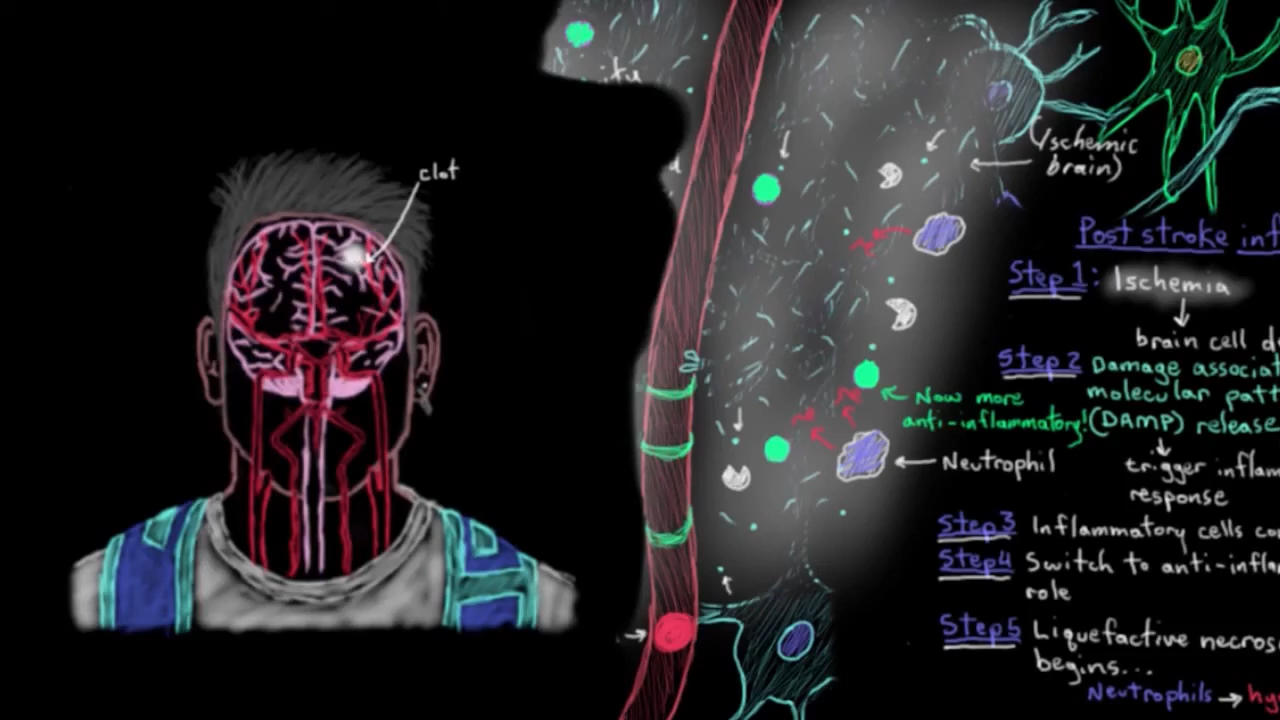 clot
(Ischemic
brain)
Post stroke
Step 1: Ischemia
brain cell
Step 2 Damage
molecular
(DAMP) release
trigger
response
Now more
anti-inflammatory!
Neutrophil
Step 3 Inflammatory cells
Step 4 Switch to
role
Step 5 Liquefactive
begins...
Neutrophils →